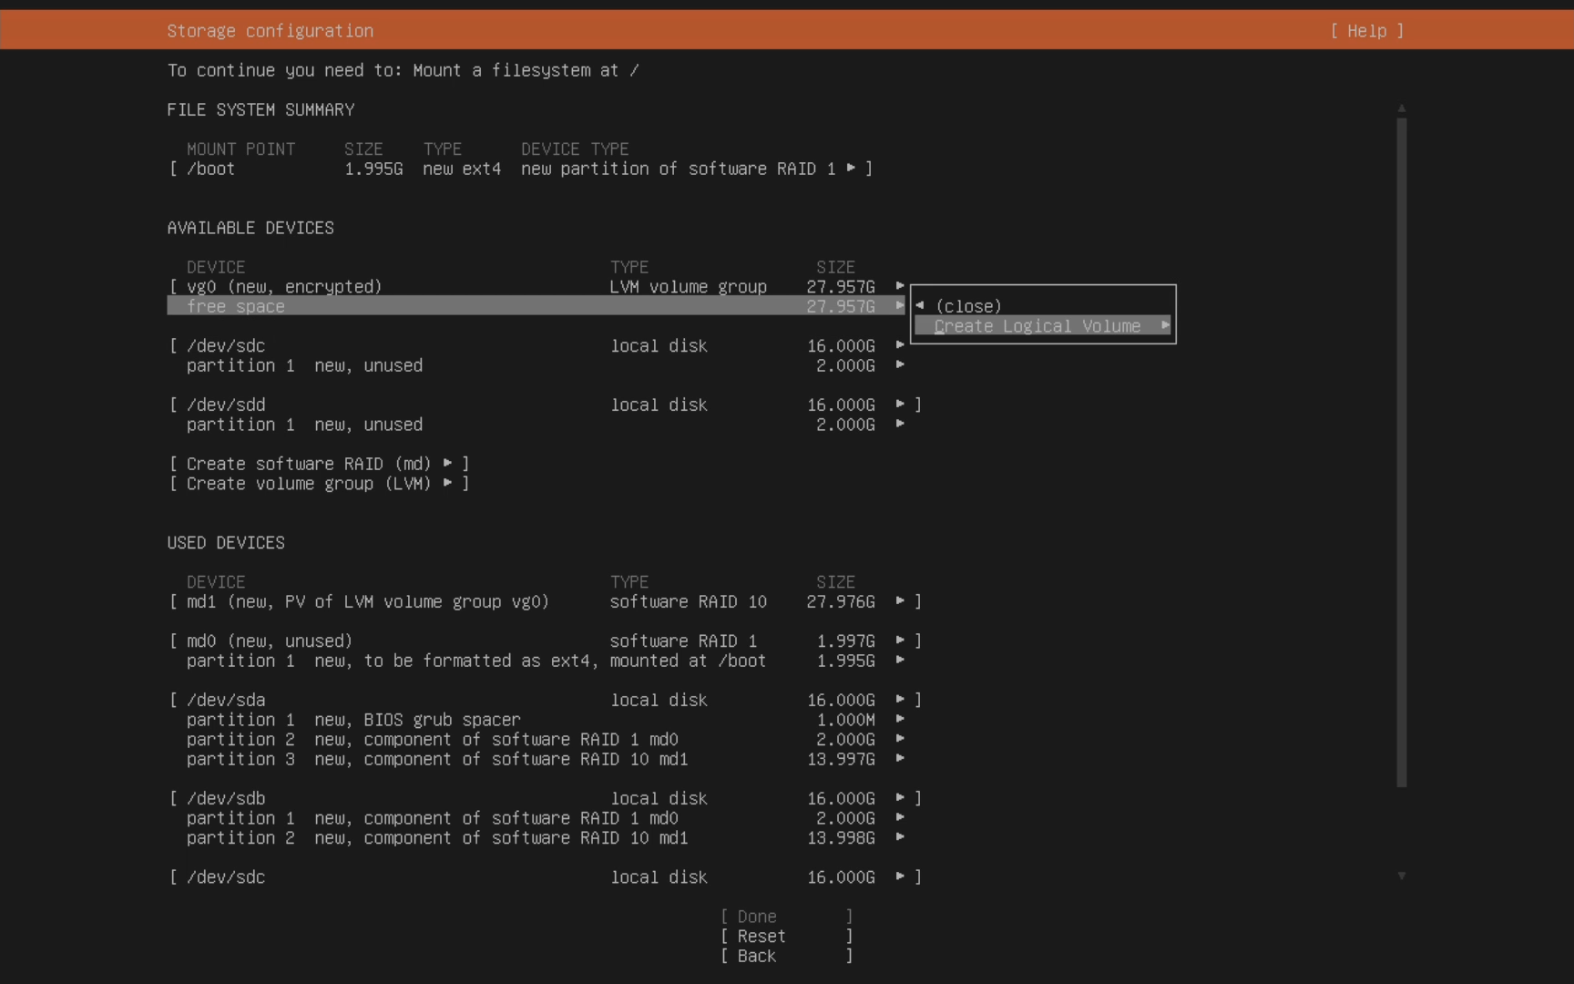 Storage configuration [ Help ]
To continue you need to: Mount a filesystem at /
FILE SYSTEM SUMMARY
MOUNT POINT SIZE TYPE DEVICE TYPE
[ /boot 1.995G new ext4 new partition of software RAID 1 ▸ ]
AVAILABLE DEVICES
DEVICE TYPE SIZE
[ vg0 (new, encrypted) LVM volume group 27.957G ▸
free space 27.957G ▸
◂ (close)
Create Logical Volume ▸
[ /dev/sdc local disk 16.000G ▸
partition 1 new, unused 2.000G ▸
[ /dev/sdd local disk 16.000G ▸ ]
partition 1 new, unused 2.000G ▸
[ Create software RAID (md) ▸ ]
[ Create volume group (LVM) ▸ ]
USED DEVICES
DEVICE TYPE SIZE
[ md1 (new, PV of LVM volume group vg0) software RAID 10 27.976G ▸ ]
[ md0 (new, unused) software RAID 1 1.997G ▸ ]
partition 1 new, to be formatted as ext4, mounted at /boot 1.995G ▸
[ /dev/sda local disk 16.000G ▸ ]
partition 1 new, BIOS grub spacer 1.000M ▸
partition 2 new, component of software RAID 1 md0 2.000G ▸
partition 3 new, component of software RAID 10 md1 13.997G ▸
[ /dev/sdb local disk 16.000G ▸ ]
partition 1 new, component of software RAID 1 md0 2.000G ▸
partition 2 new, component of software RAID 10 md1 13.998G ▸
[ /dev/sdc local disk 16.000G ▸ ]
[ Done ]
[ Reset ]
[ Back ]